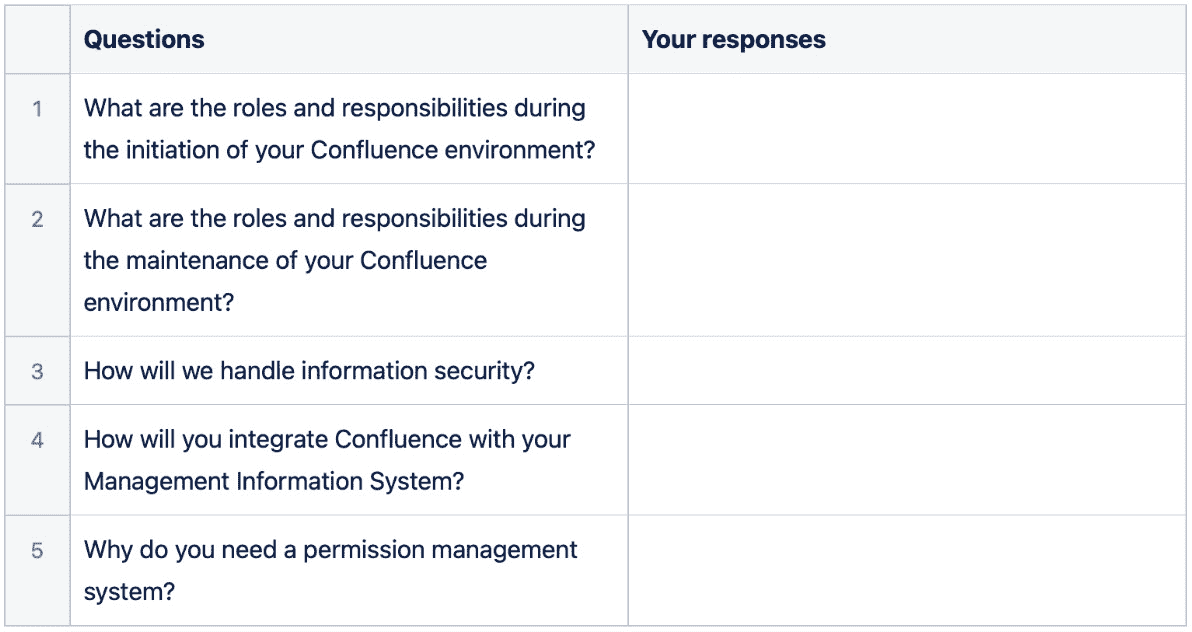 Questions
Your responses
1
What are the roles and responsibilities during
the initiation of your Confluence environment?
2
What are the roles and responsibilities during
the maintenance of your Confluence
environment?
3
How will we handle information security?
4
How will you integrate Confluence with your
Management Information System?
5
Why do you need a permission management
system?